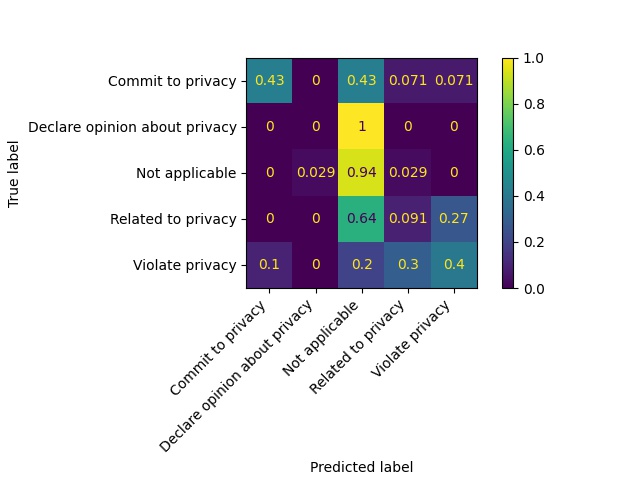 Commit to privacy 0.43 0 0.43 0.071 0.071
Declare opinion about privacy 0 0 1 0 0
Not applicable 0 0.029 0.94 0.029 0
Related to privacy 0 0 0.64 0.091 0.27
Violate privacy 0.1 0 0.2 0.3 0.4
True label
Commit to privacy
Declare opinion about privacy
Not applicable
Related to privacy
Violate privacy
Predicted label
1.0
0.8
0.6
0.4
0.2
0.0